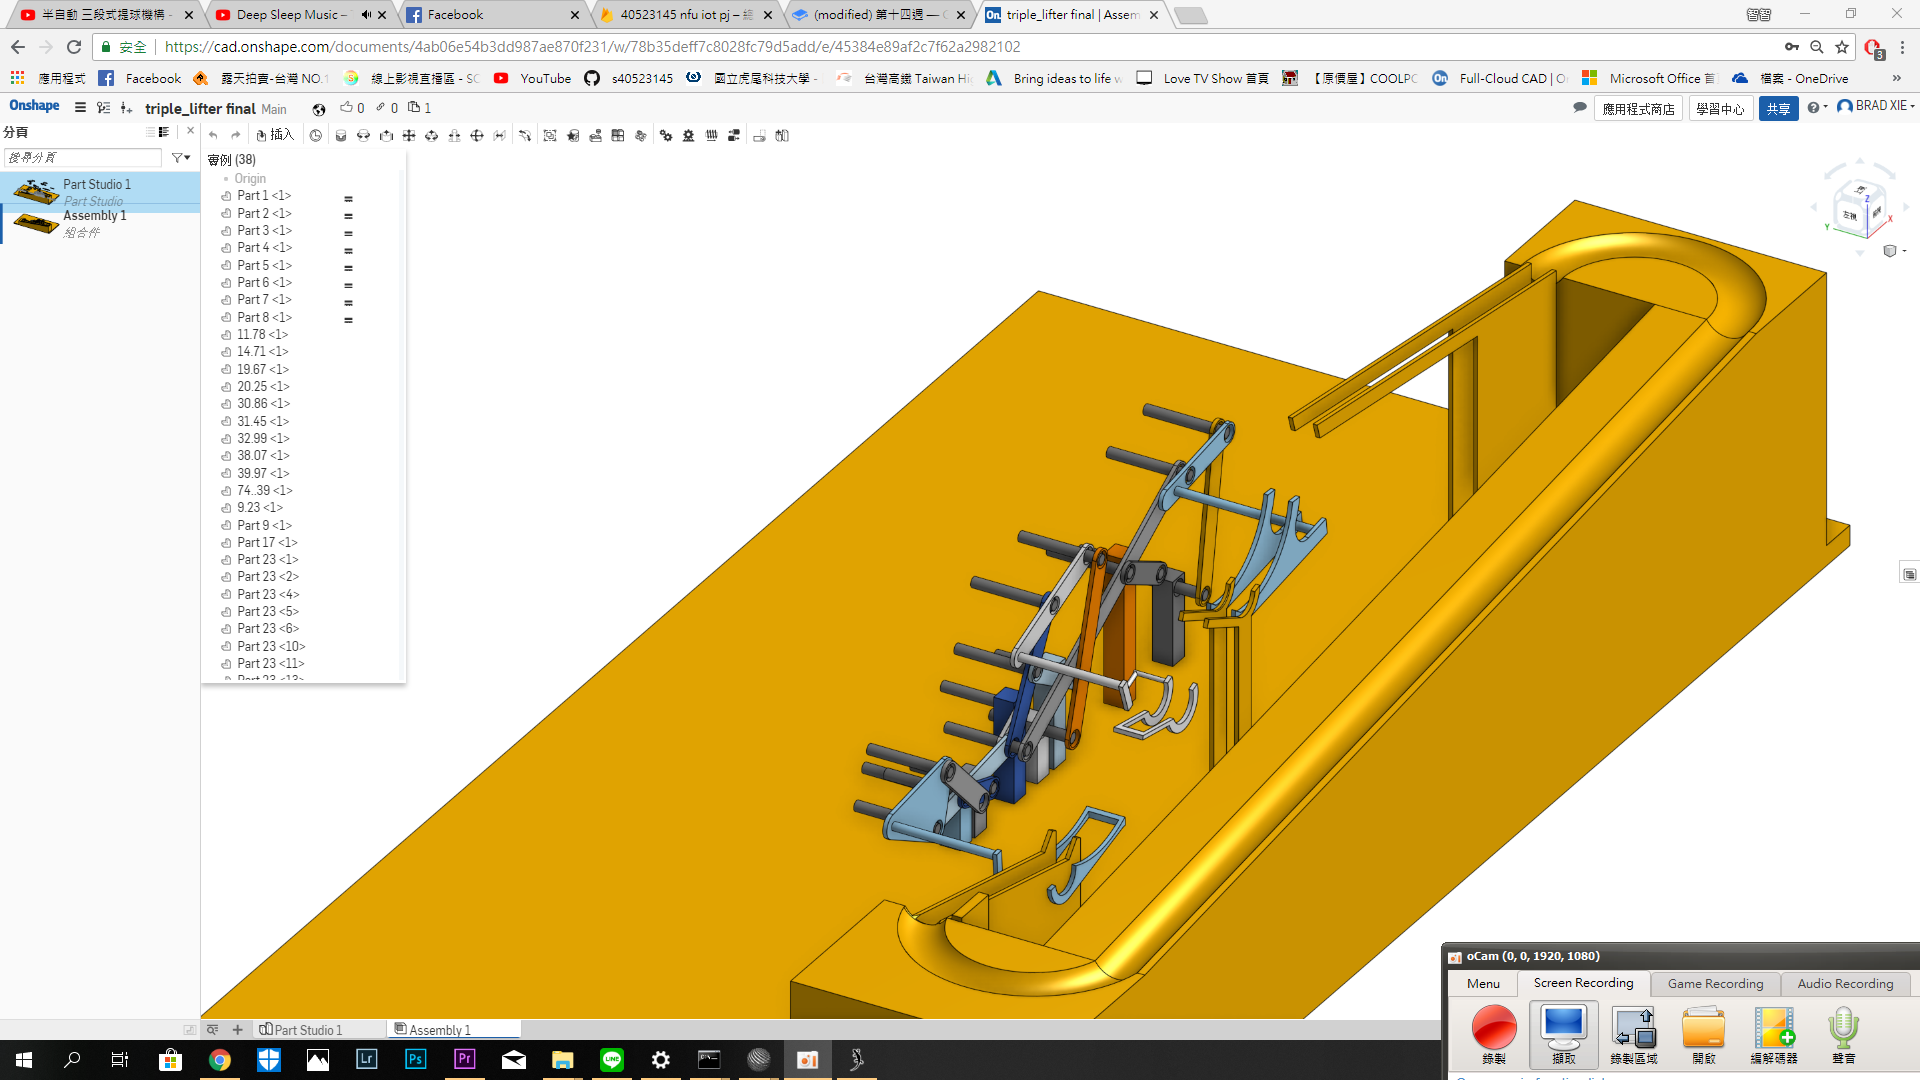 半自動 三段式提球機構 -
Deep Sleep Music –
Facebook
40523145 nfu iot pj – 總
(modified) 第十四週 —
triple_lifter final | Assem
智智
安全
https://cad.onshape.com/documents/4ab06e54b3dd987ae870f231/w/78b35deff7c8028fc79d5add/e/45384e89af2c7f62a2982102
3
應用程式
Facebook
露天拍賣-台灣 NO.1
線上影視直播區 - SC
YouTube
s40523145
國立虎尾科技大學 -
台灣高鐵 Taiwan Hi
Bring ideas to life w
Love TV Show 首頁
【原價屋】COOLPC
Full-Cloud CAD | O
Microsoft Office 首
檔案 - OneDrive
»
Onshape
triple_lifter final Main
0
0
1
應用程式商店
學習中心
共享
BRAD XIE
分頁
插入
搜尋分頁
Part Studio 1
Part Studio
Assembly 1
組合件
實例 (38)
Origin
Part 1 <1>
Part 2 <1>
Part 3 <1>
Part 4 <1>
Part 5 <1>
Part 6 <1>
Part 7 <1>
Part 8 <1>
11.78 <1>
14.71 <1>
19.67 <1>
20.25 <1>
30.86 <1>
31.45 <1>
32.99 <1>
38.07 <1>
39.97 <1>
74..39 <1>
9.23 <1>
Part 9 <1>
Part 17 <1>
Part 23 <1>
Part 23 <2>
Part 23 <4>
Part 23 <5>
Part 23 <6>
Part 23 <10>
Part 23 <11>
Part 23 <13>
Z
左視
X
Y
oCam (0, 0, 1920, 1080)
Menu
Screen Recording
Game Recording
Audio Recording
錄製
擷取
錄製區域
開啟
編解碼器
聲音
Part Studio 1
Assembly 1
Lr
Ps
Pr
LINE